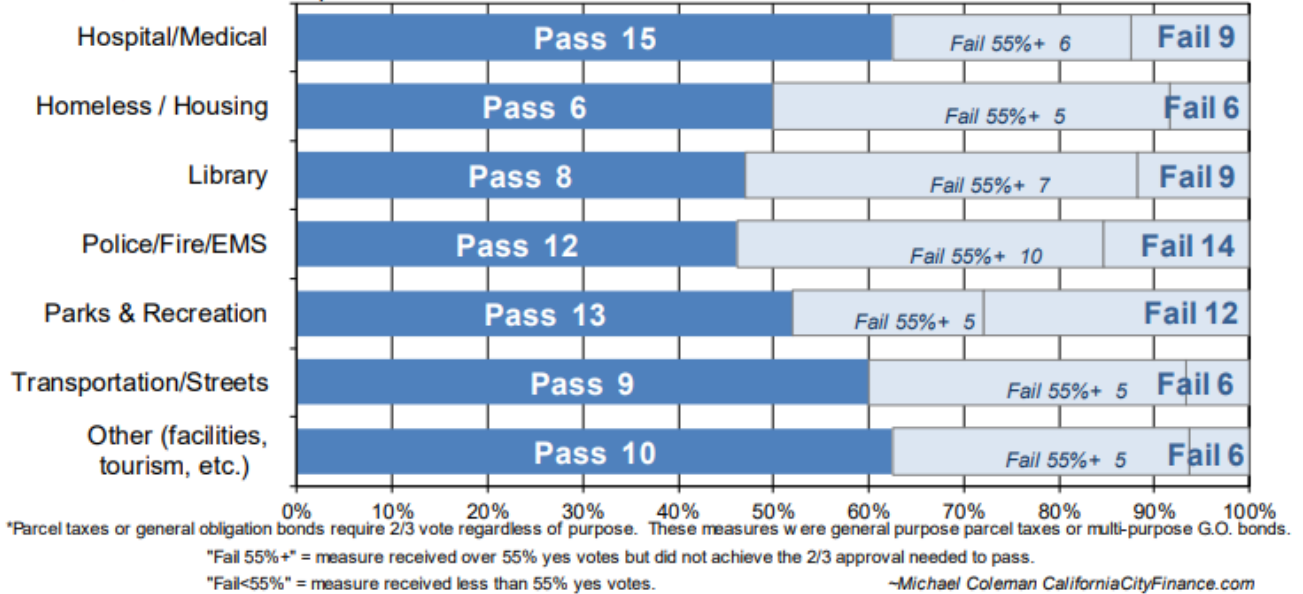 Hospital/Medical Pass 15 Fail 55%+ 6 Fail 9
Homeless / Housing Pass 6 Fail 55%+ 5 Fail 6
Library Pass 8 Fail 55%+ 7 Fail 9
Police/Fire/EMS Pass 12 Fail 55%+ 10 Fail 14
Parks & Recreation Pass 13 Fail 55%+ 5 Fail 12
Transportation/Streets Pass 9 Fail 55%+ 5 Fail 6
Other (facilities,
tourism, etc.) Pass 10 Fail 55%+ 5 Fail 6
0% 10% 20% 30% 40% 50% 60% 70% 80% 90% 100%
*Parcel taxes or general obligation bonds require 2/3 vote regardless of purpose. These measures were general purpose parcel taxes or multi-purpose G.O. bonds.
"Fail 55%+" = measure received over 55% yes votes but did not achieve the 2/3 approval needed to pass.
"Fail<55%" = measure received less than 55% yes votes. ~Michael Coleman CaliforniaCityFinance.com